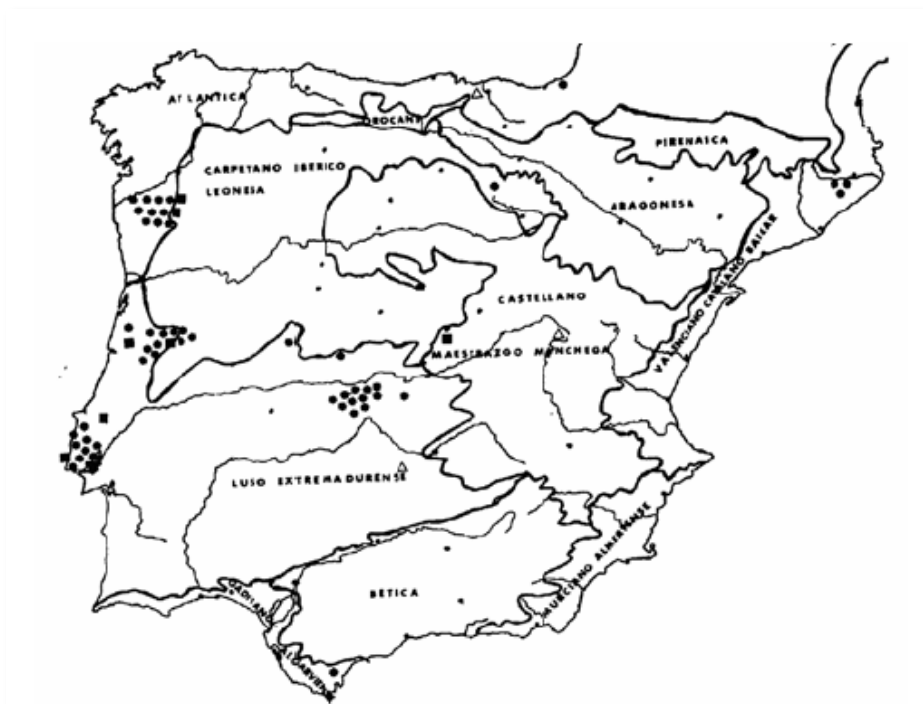 ATLANTICA
OROCANT
PIRENAICA
CARPETANO IBERICO
LEONESA
ARAGONESA
VALENCIANO CATALANO BALEAR
CASTELLANO
MAESTRAZGO MANCHEGA
LUSO EXTREMADURENSE
MURCIANO ALMERIENSE
BETICA
GADITANO
ALGARVIENSE